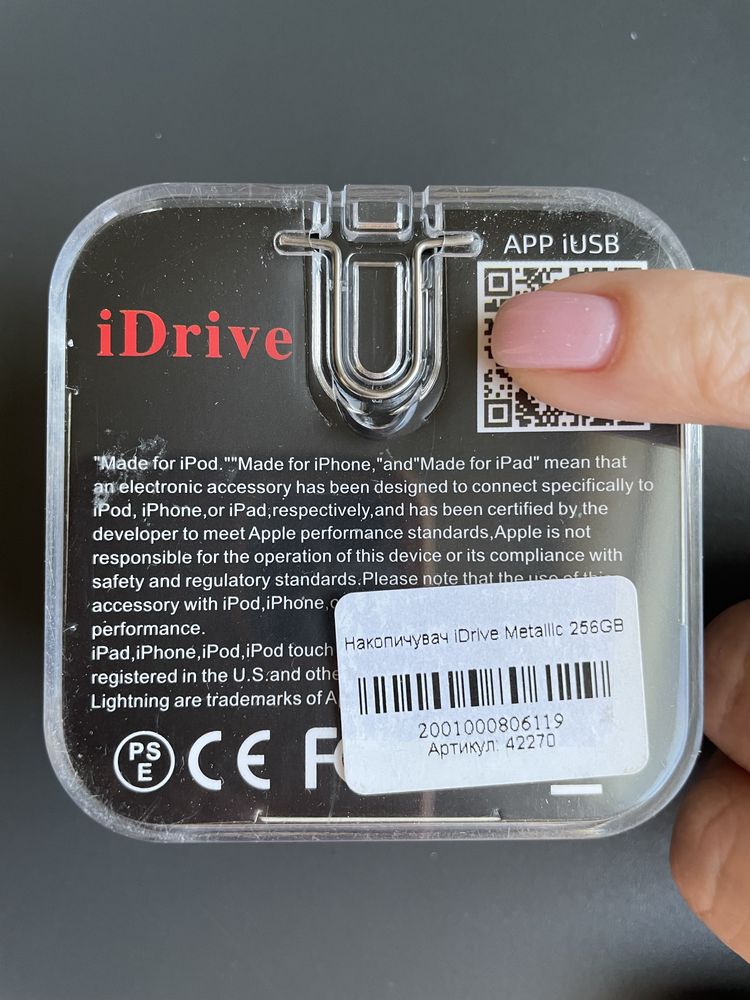 APP iUSB
iDrive
"Made for iPod.""Made for iPhone,"and"Made for iPad" mean that
an electronic accessory has been designed to connect specifically to
iPod, iPhone,or iPad,respectively,and has been certified by the
developer to meet Apple performance standards,Apple is not
responsible for the operation of this device or its compliance with
safety and regulatory standards.Please note that the use of this
accessory with iPod,iPhone,
performance.
iPad,iPhone,iPod,iPod touch
registered in the U.S.and
Lightning are trademarks of
Накопичувач iDrive Metallic 256GB
2001000806119
Артикул: 42270
PS
E
CE